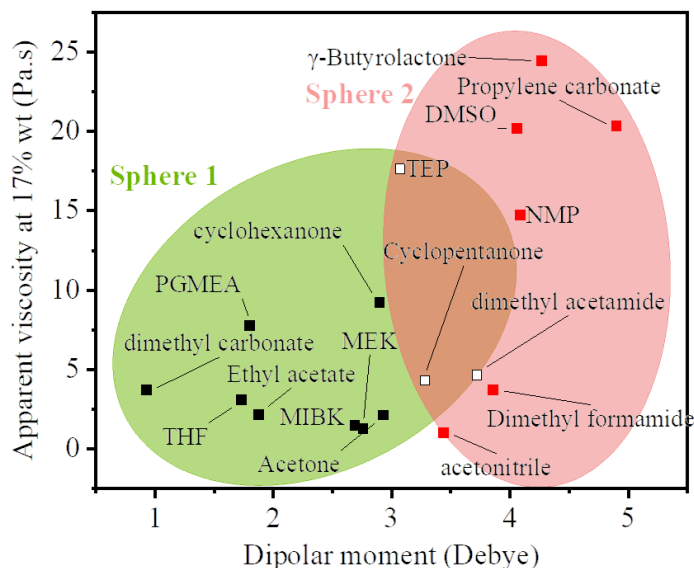 γ-Butyrolactone
Propylene carbonate
Sphere 2
DMSO
TEP
Sphere 1
NMP
cyclohexanone
Cyclopentanone
PGMEA
dimethyl acetamide
dimethyl carbonate
MEK
Ethyl acetate
MIBK
Dimethyl formamide
THF
Acetone
acetonitrile
25
20
15
10
5
0
Apparent viscosity at 17% wt (Pa.s)
1 2 3 4 5
Dipolar moment (Debye)